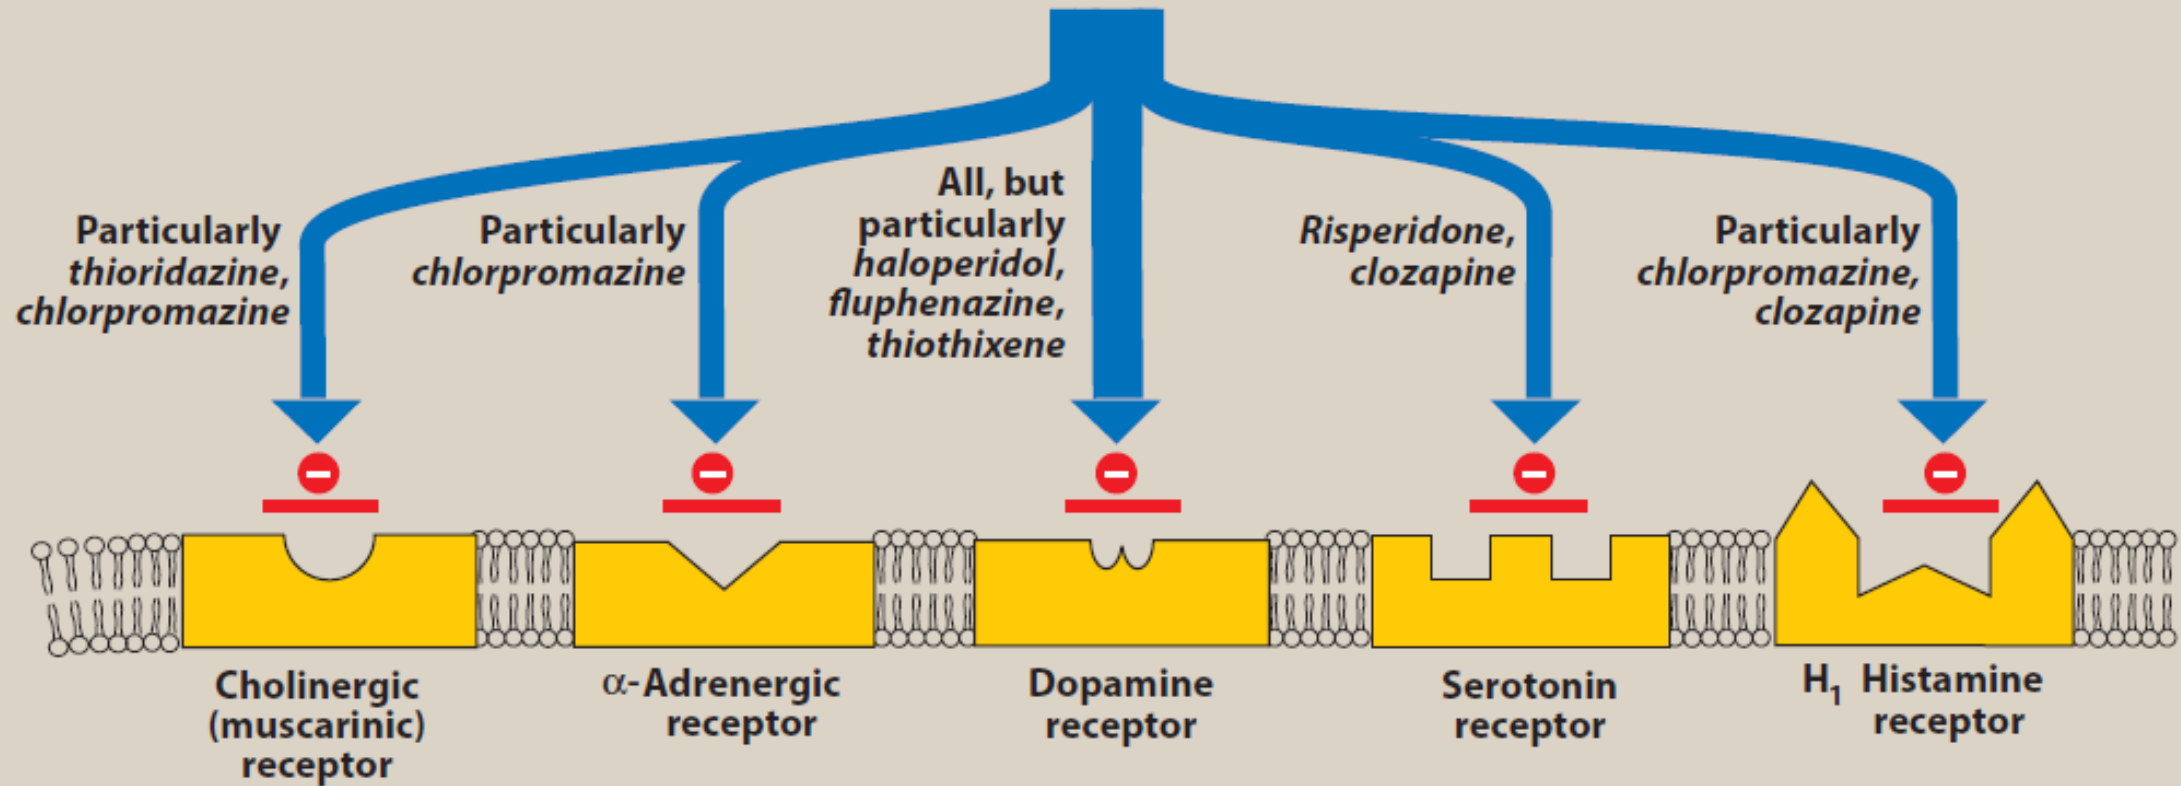 Particularly
thioridazine,
chlorpromazine
Particularly
chlorpromazine
All, but
particularly
haloperidol,
fluphenazine,
thiothixene
Risperidone,
clozapine
Particularly
chlorpromazine,
clozapine
Cholinergic
(muscarinic)
receptor
α-Adrenergic
receptor
Dopamine
receptor
Serotonin
receptor
H₁ Histamine
receptor